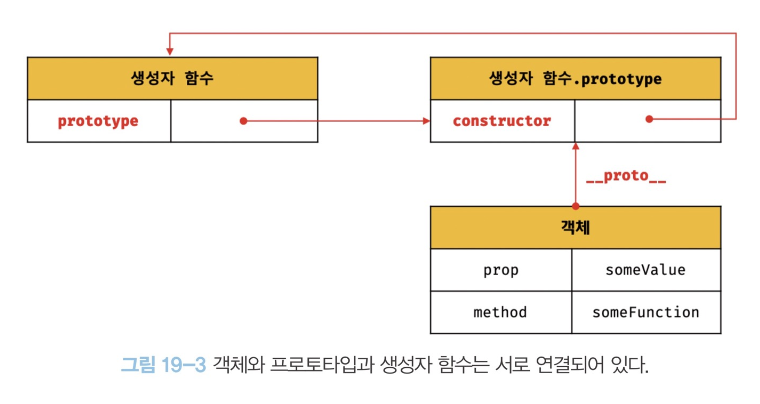 생성자 함수
prototype
생성자 함수.prototype
constructor
__proto__
객체
prop someValue
method someFunction
그림 19-3 객체와 프로토타입과 생성자 함수는 서로 연결되어 있다.